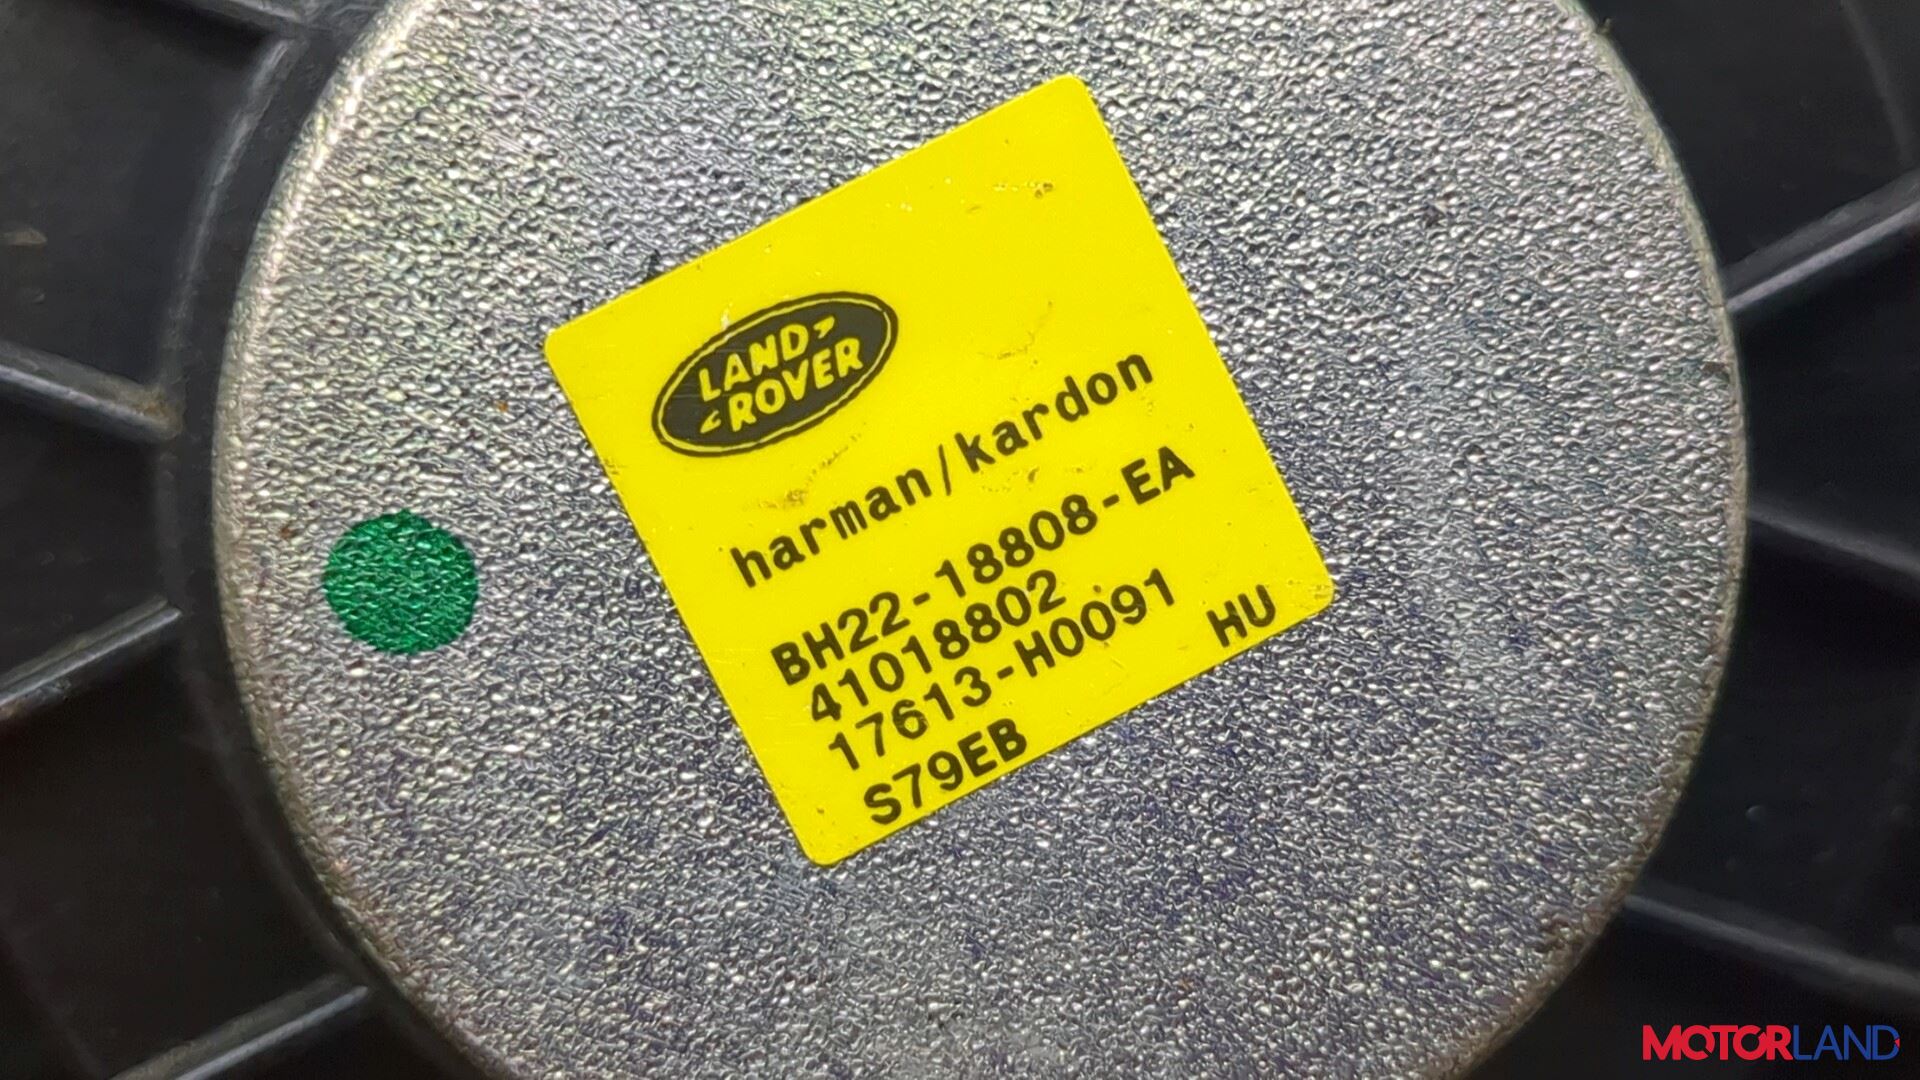 LAND
ROVER
harman/kardon
BH22-18808-EA
41018802
17613-H0091
S79EB HU
MOTORLAND